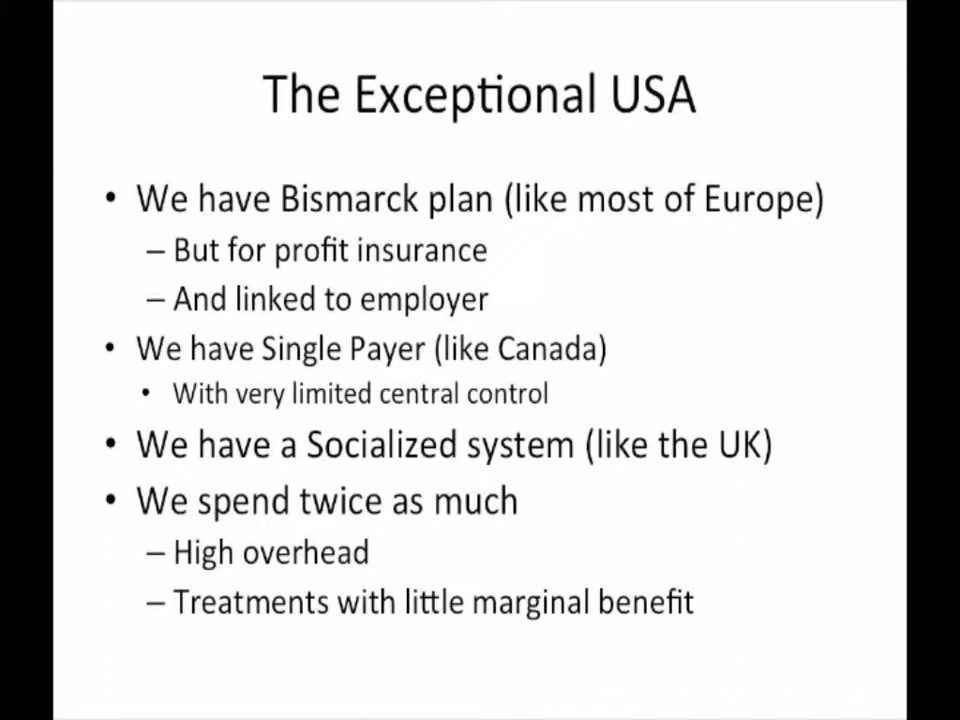 The Exceptional USA
• We have Bismarck plan (like most of Europe)
– But for profit insurance
– And linked to employer
• We have Single Payer (like Canada)
• With very limited central control
• We have a Socialized system (like the UK)
• We spend twice as much
– High overhead
– Treatments with little marginal benefit